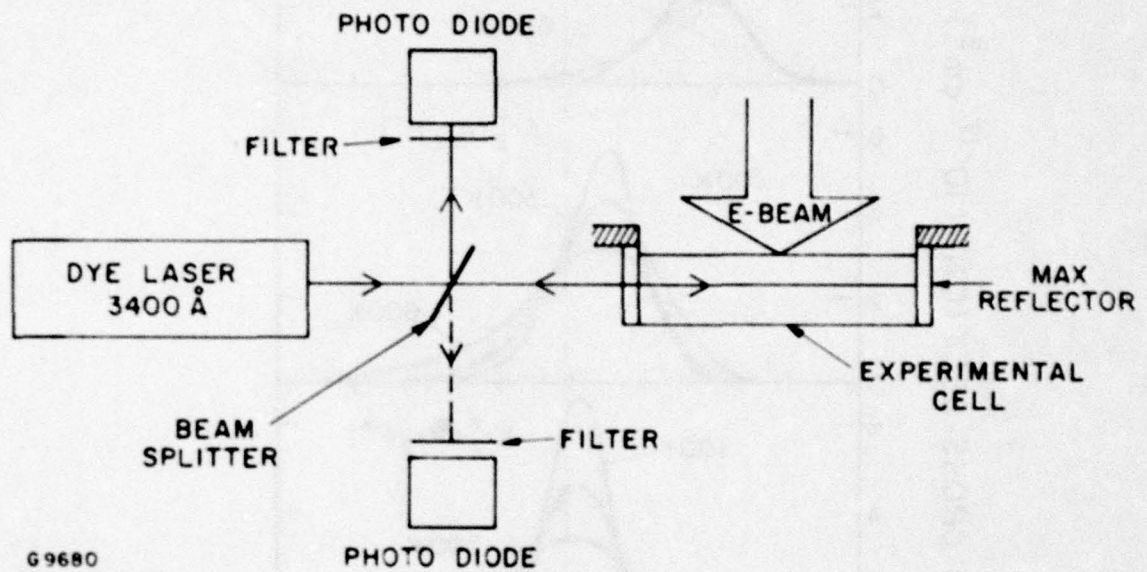 PHOTO DIODE
FILTER
E-BEAM
DYE LASER
3400 Å
MAX
REFLECTOR
EXPERIMENTAL
CELL
BEAM
SPLITTER
FILTER
PHOTO DIODE
G9680